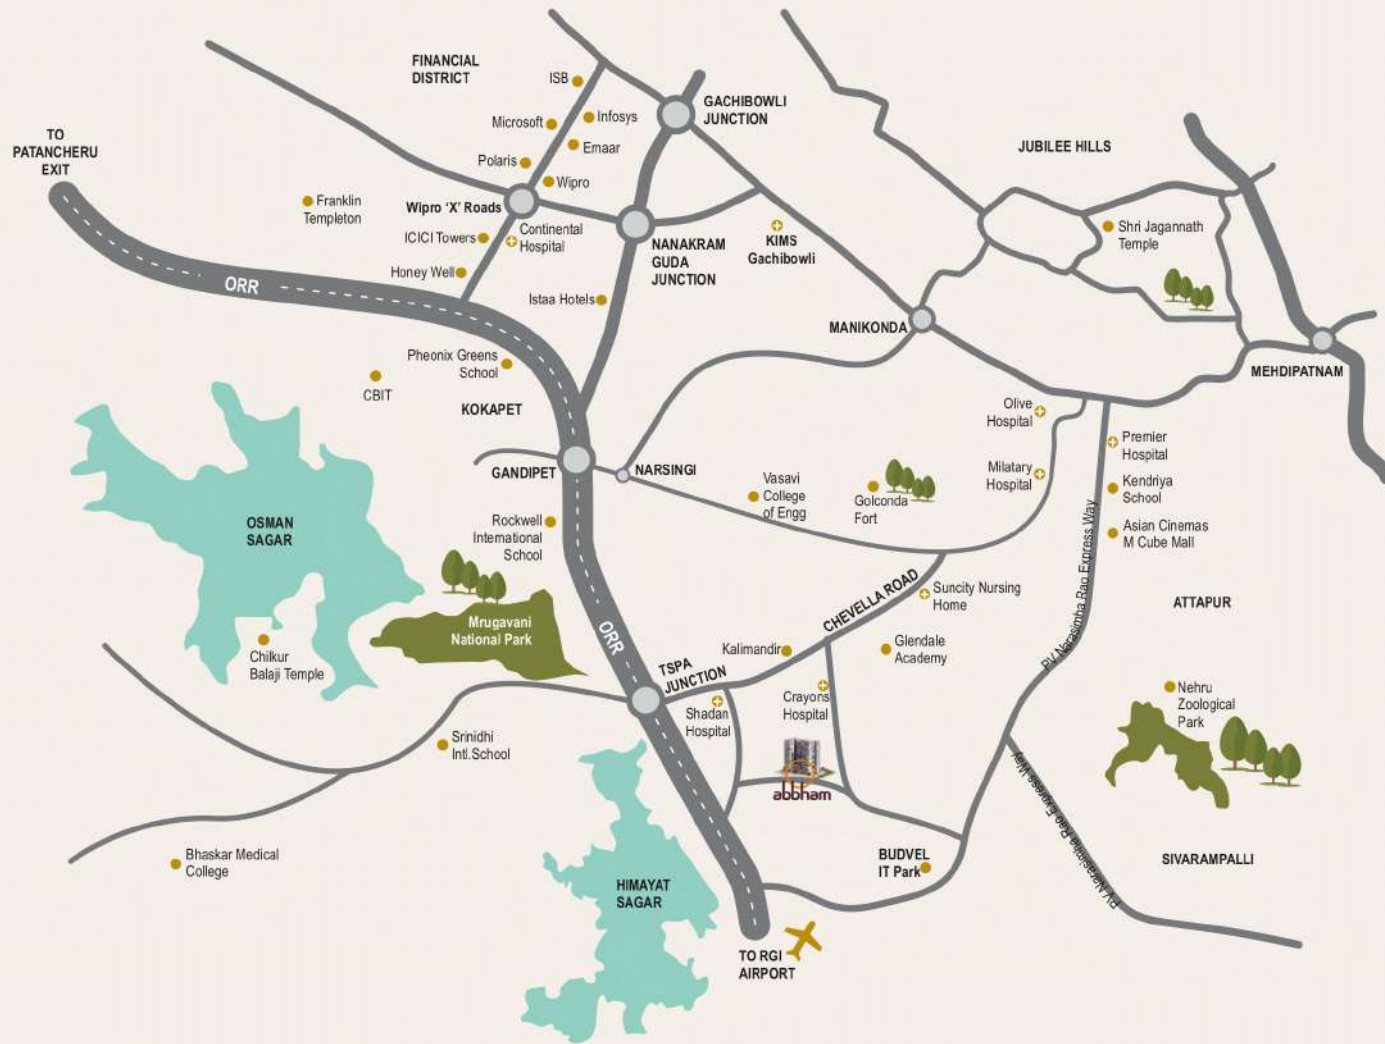 FINANCIAL
DISTRICT
ISB
Infosys
Microsoft
Emaar
Polaris
Wipro
Wipro 'X' Roads
GACHIBOWLI
JUNCTION
JUBILEE HILLS
TO
PATANCHERU
EXIT
Franklin
Templeton
ICICI Towers
Continental
Hospital
Honey Well
NANAKRAM
GUDA
JUNCTION
KIMS
Gachibowli
Shri Jagannath
Temple
ORR
Istaa Hotels
MANIKONDA
MEHDIPATNAM
Pheonix Greens
School
CBIT
KOKAPET
GANDIPET
NARSINGI
Olive
Hospital
Premier
Hospital
Milatary
Hospital
Kendriya
School
Vasavi
College
of Engg
Golconda
Fort
Asian Cinemas
M Cube Mall
OSMAN
SAGAR
Rockwell
International
School
PV Narasimha Rao Express Way
ATTAPUR
CHEVELLA ROAD
Suncity Nursing
Home
Mrugavani
National Park
ORR
Chilkur
Balaji Temple
TSPA
JUNCTION
Kalimandir
Glendale
Academy
Shadan
Hospital
Crayons
Hospital
Nehru
Zoological
Park
Srinidhi
Intl.School
abbham
PV Narasimha Rao Express Way
Bhaskar Medical
College
BUDVEL
IT Park
SIVARAMPALLI
HIMAYAT
SAGAR
TO RGI
AIRPORT